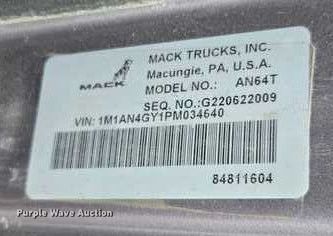 MACK TRUCKS, INC.
Macungie, PA, U.S.A.
MACK
MODEL NO.: AN64T
SEQ. NO.:G220622009
VIN: 1M1AN4GY1PM034640
84811604
Purple Wave Auction